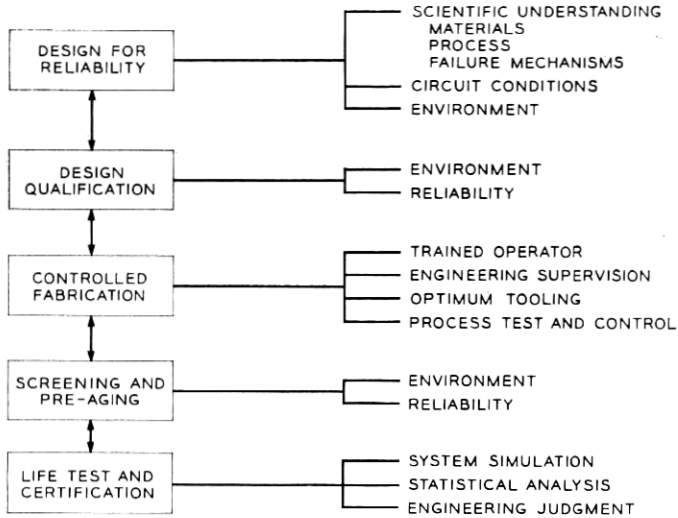 DESIGN FOR
RELIABILITY
SCIENTIFIC UNDERSTANDING
MATERIALS
PROCESS
FAILURE MECHANISMS
CIRCUIT CONDITIONS
ENVIRONMENT
DESIGN
QUALIFICATION
ENVIRONMENT
RELIABILITY
CONTROLLED
FABRICATION
TRAINED OPERATOR
ENGINEERING SUPERVISION
OPTIMUM TOOLING
PROCESS TEST AND CONTROL
SCREENING AND
PRE-AGING
ENVIRONMENT
RELIABILITY
LIFE TEST AND
CERTIFICATION
SYSTEM SIMULATION
STATISTICAL ANALYSIS
ENGINEERING JUDGMENT